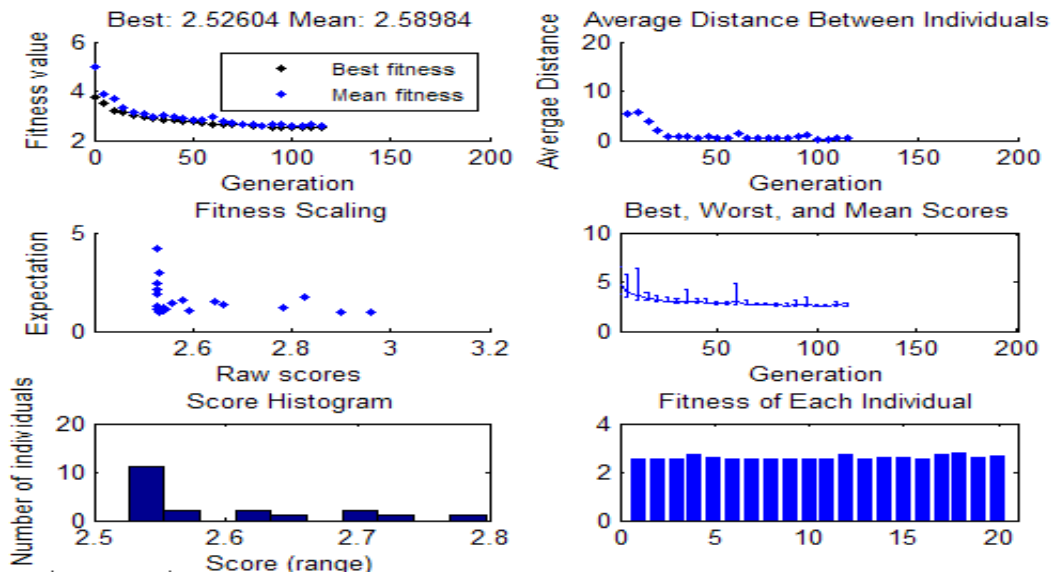 Best: 2.52604 Mean: 2.58984
6
4
2
Fitness value
Best fitness
Mean fitness
0 50 100 150 200
Generation
Average Distance Between Individuals
20
10
0
Avergae Distance
50 100 150 200
Generation
Fitness Scaling
5
0
Expectation
2.6 2.8 3 3.2
Raw scores
Best, Worst, and Mean Scores
10
5
0
50 100 150 200
Generation
Score Histogram
20
10
0
Number of individuals
2.5 2.6 2.7 2.8
Score (range)
Fitness of Each Individual
4
2
0
0 5 10 15 20